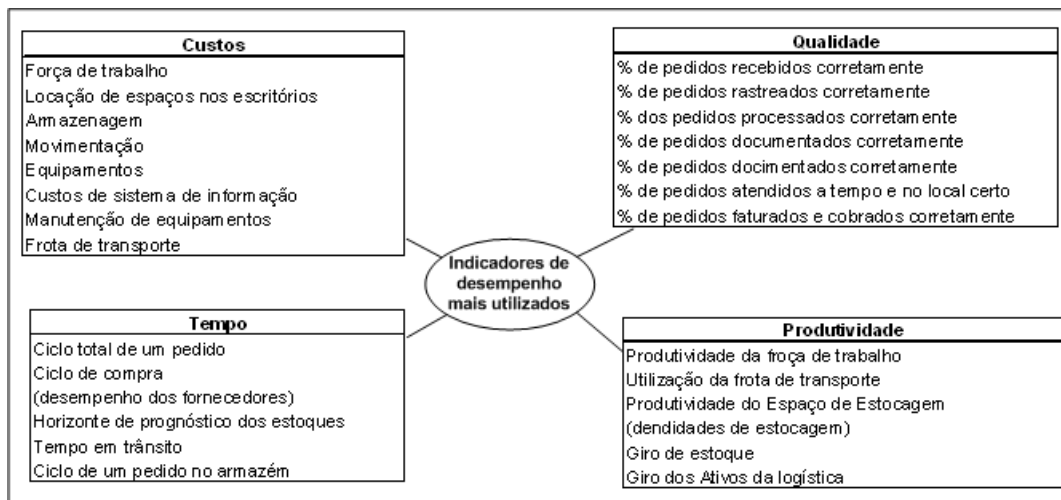 Custos
Força de trabalho
Locação de espaços nos escritórios
Armazenagem
Movimentação
Equipamentos
Custos de sistema de informação
Manutenção de equipamentos
Frota de transporte
Qualidade
% de pedidos recebidos corretamente
% de pedidos rastreados corretamente
% dos pedidos processados corretamente
% de pedidos documentados corretamente
% de pedidos docimentados corretamente
% de pedidos atendidos a tempo e no local certo
% de pedidos faturados e cobrados corretamente
Indicadores de
desempenho
mais utilizados
Tempo
Ciclo total de um pedido
Ciclo de compra
(desempenho dos fornecedores)
Horizonte de prognóstico dos estoques
Tempo em trânsito
Ciclo de um pedido no armazém
Produtividade
Produtividade da froça de trabalho
Utilização da frota de transporte
Produtividade do Espaço de Estocagem
(dendidades de estocagem)
Giro de estoque
Giro dos Ativos da logística